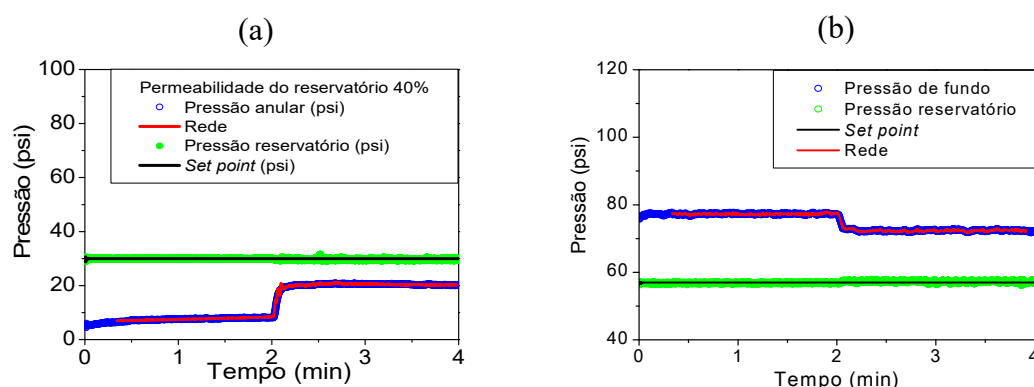 (a)
Pressão (psi)
100
80
60
40
20
0
0
1
2
3
4
Tempo (min)
Permeabilidade do reservatório 40%
Pressão anular (psi)
Rede
Pressão reservatório (psi)
Set point (psi)
(b)
Pressão (psi)
120
100
80
60
40
0
1
2
3
4
Tempo (min)
Pressão de fundo
Pressão reservatório
Set point
Rede